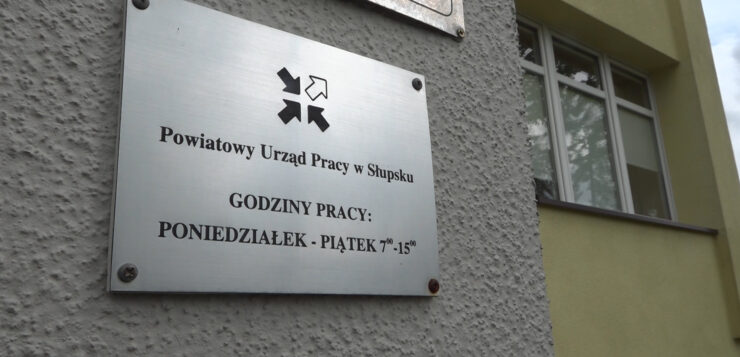 Powiatowy Urząd Pracy w Słupsku
GODZINY PRACY:
PONIEDZIAŁEK - PIĄTEK 7⁰⁰-15⁰⁰